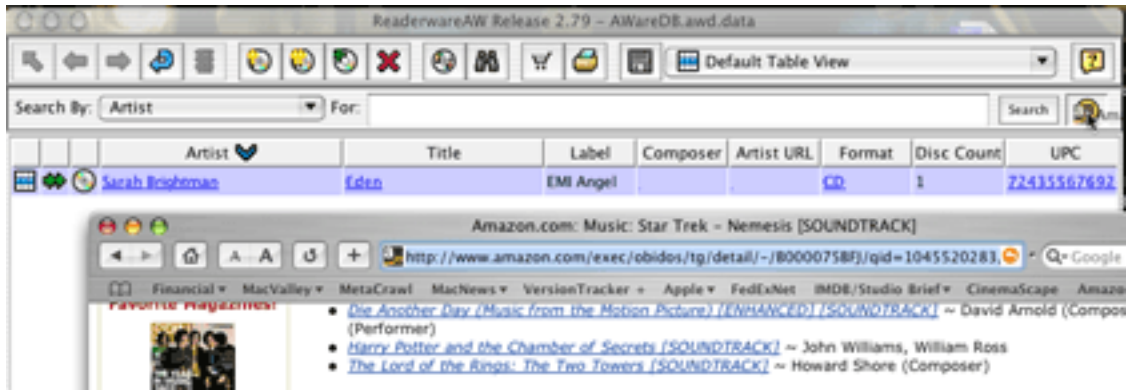 ReaderwareAW Release 2.79 – AWareDB.awd.data
Default Table View
Search By: Artist For: Search
Artist Title Label Composer Artist URL Format Disc Count UPC
Sarah Brightman Eden EMI Angel CD 1 72435567692
Amazon.com: Music: Star Trek – Nemesis [SOUNDTRACK]
A A http://www.amazon.com/exec/obidos/tg/detail/-/B000075BFJ/qid=1045520283, Google
Financial MacValley MetaCrawl MacNews VersionTracker Apple FedExNet IMDB/Studio Brief CinemaScape Amazo
Favorite Magazines!
• Die Another Day (Music from the Motion Picture) [ENHANCED] [SOUNDTRACK] ~ David Arnold (Compos
(Performer)
• Harry Potter and the Chamber of Secrets [SOUNDTRACK] ~ John Williams, William Ross
• The Lord of the Rings: The Two Towers [SOUNDTRACK] ~ Howard Shore (Composer)